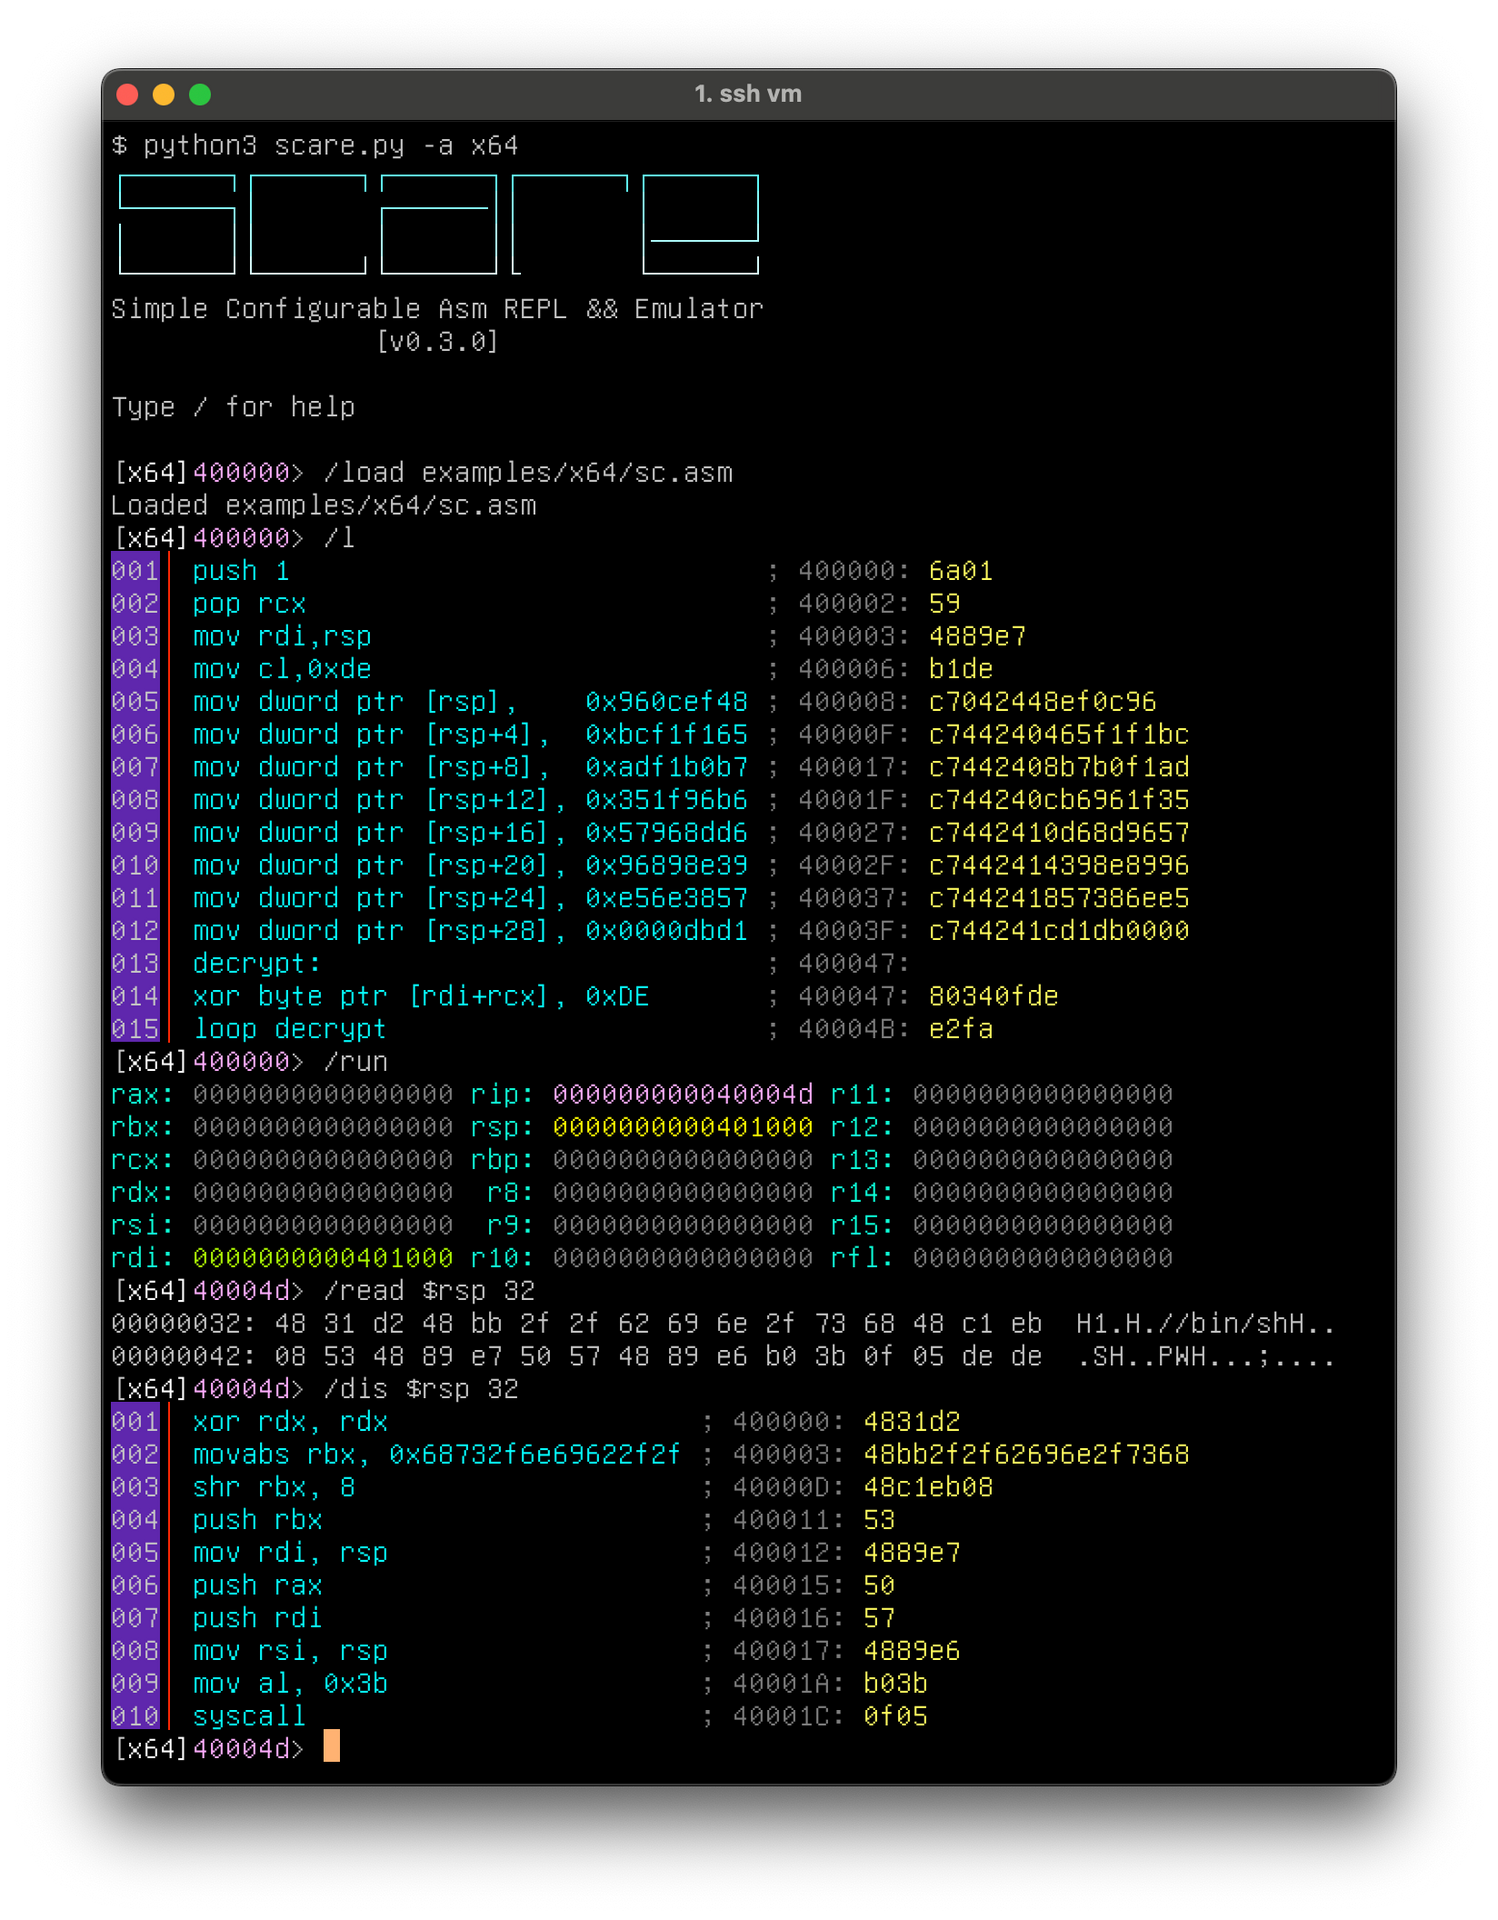 1. ssh vm
$ python3 scare.py -a x64
scare
Simple Configurable Asm REPL && Emulator
[v0.3.0]
Type / for help
[x64]400000> /load examples/x64/sc.asm
Loaded examples/x64/sc.asm
[x64]400000> /l
001 push 1 ; 400000: 6a01
002 pop rcx ; 400002: 59
003 mov rdi,rsp ; 400003: 4889e7
004 mov cl,0xde ; 400006: b1de
005 mov dword ptr [rsp], 0x960cef48 ; 400008: c7042448ef0c96
006 mov dword ptr [rsp+4], 0xbcf1f165 ; 40000F: c744240465f1f1bc
007 mov dword ptr [rsp+8], 0xadf1b0b7 ; 400017: c7442408b7b0f1ad
008 mov dword ptr [rsp+12], 0x351f96b6 ; 40001F: c744240cb6961f35
009 mov dword ptr [rsp+16], 0x57968dd6 ; 400027: c7442410d68d9657
010 mov dword ptr [rsp+20], 0x96898e39 ; 40002F: c7442414398e8996
011 mov dword ptr [rsp+24], 0xe56e3857 ; 400037: c744241857386ee5
012 mov dword ptr [rsp+28], 0x0000dbd1 ; 40003F: c744241cd1db0000
013 decrypt: ; 400047:
014 xor byte ptr [rdi+rcx], 0xDE ; 400047: 80340fde
015 loop decrypt ; 40004B: e2fa
[x64]400000> /run
rax: 0000000000000000 rip: 000000000040004d r11: 0000000000000000
rbx: 0000000000000000 rsp: 0000000000401000 r12: 0000000000000000
rcx: 0000000000000000 rbp: 0000000000000000 r13: 0000000000000000
rdx: 0000000000000000 r8: 0000000000000000 r14: 0000000000000000
rsi: 0000000000000000 r9: 0000000000000000 r15: 0000000000000000
rdi: 0000000000401000 r10: 0000000000000000 rfl: 0000000000000000
[x64]40004d> /read $rsp 32
00000032: 48 31 d2 48 bb 2f 2f 62 69 6e 2f 73 68 48 c1 eb H1.H.//bin/shH..
00000042: 08 53 48 89 e7 50 57 48 89 e6 b0 3b 0f 05 de de .SH..PWH...;....
[x64]40004d> /dis $rsp 32
001 xor rdx, rdx ; 400000: 4831d2
002 movabs rbx, 0x68732f6e69622f2f ; 400003: 48bb2f2f62696e2f7368
003 shr rbx, 8 ; 40000D: 48c1eb08
004 push rbx ; 400011: 53
005 mov rdi, rsp ; 400012: 4889e7
006 push rax ; 400015: 50
007 push rdi ; 400016: 57
008 mov rsi, rsp ; 400017: 4889e6
009 mov al, 0x3b ; 40001A: b03b
010 syscall ; 40001C: 0f05
[x64]40004d>